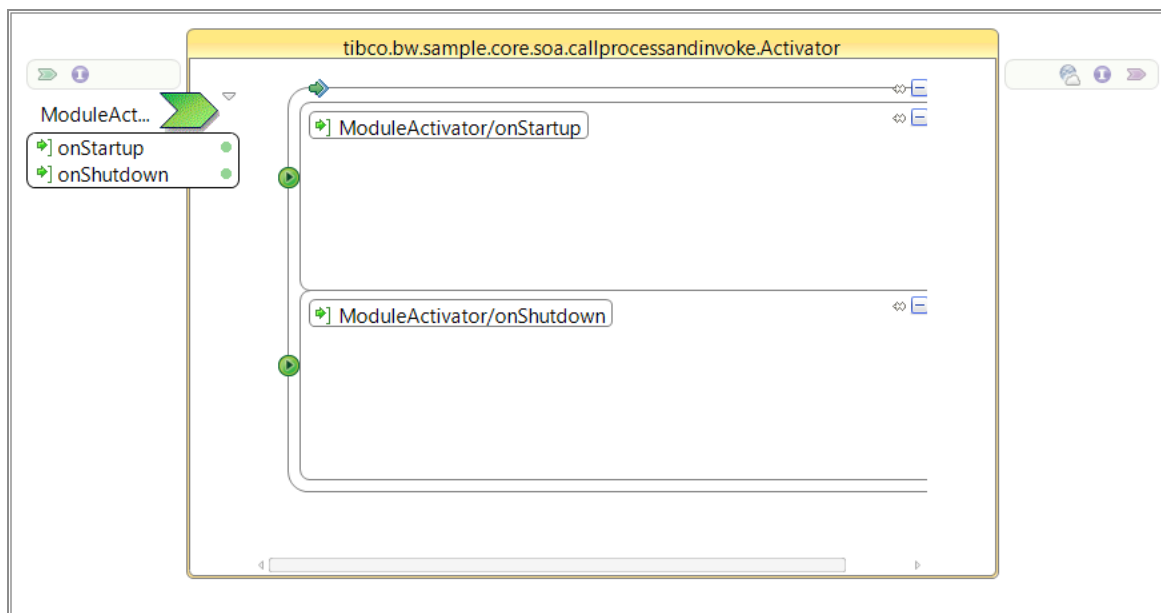 tibco.bw.sample.core.soa.callprocessandinvoke.Activator
ModuleAct...
onStartup
onShutdown
ModuleActivator/onStartup
ModuleActivator/onShutdown